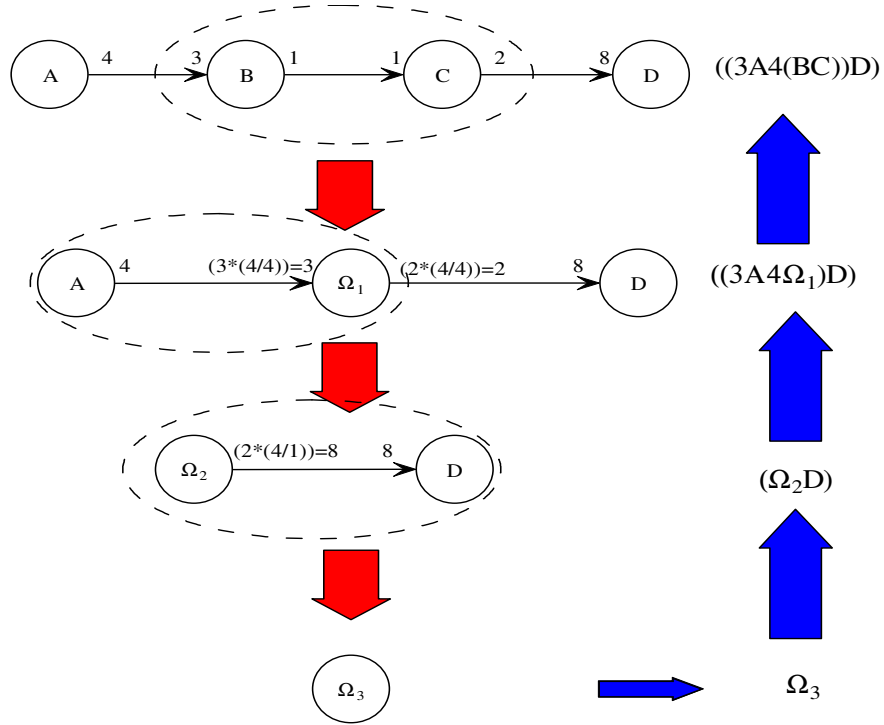 4 3 1 1 2 8
A B C D ((3A4(BC))D)
4 (3*(4/4))=3 (2*(4/4))=2 8
A Ω₁ D ((3A4Ω₁)D)
(2*(4/1))=8 8
Ω₂ D (Ω₂D)
Ω₃ Ω₃